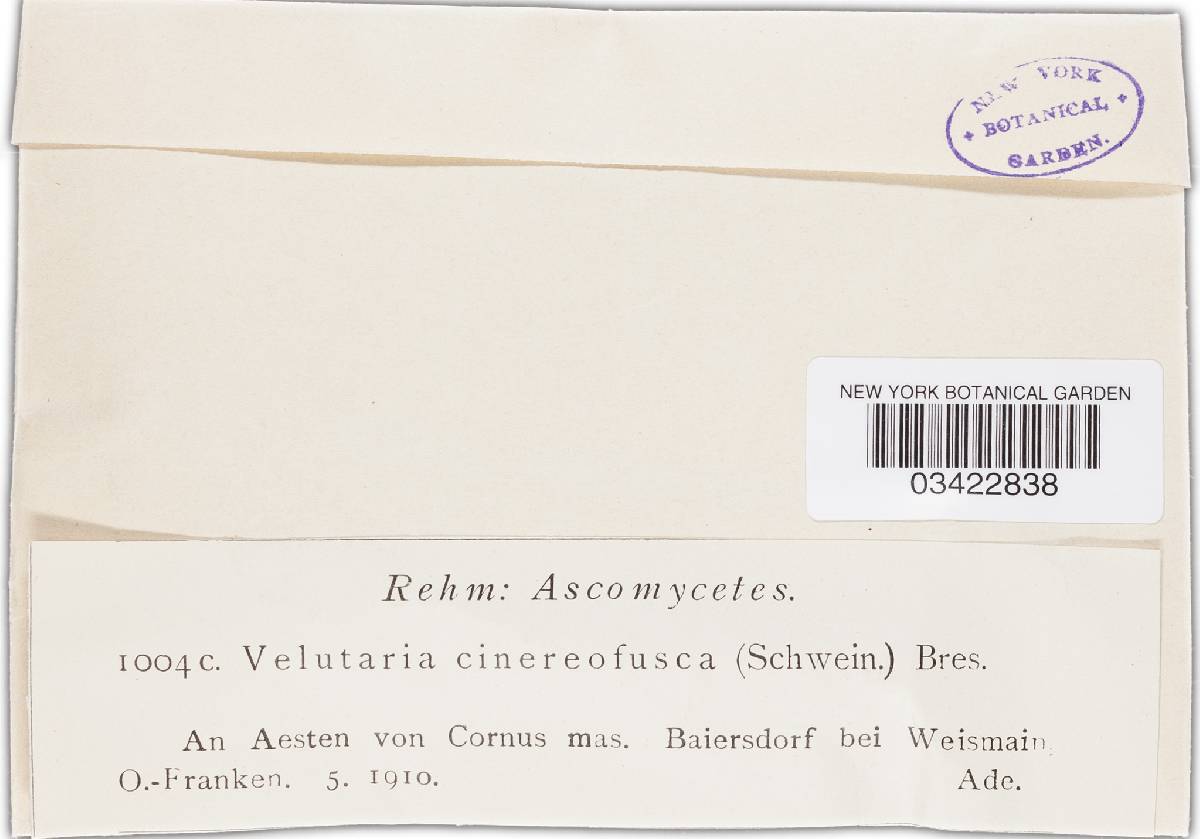 NEW YORK
BOTANICAL
GARDEN.
NEW YORK BOTANICAL GARDEN
03422838
Rehm: Ascomycetes.
1004 c. Velutaria cinereofusca (Schwein.) Bres.
An Aesten von Cornus mas. Baiersdorf bei Weismain,
O.-Franken. 5. 1910. Ade.